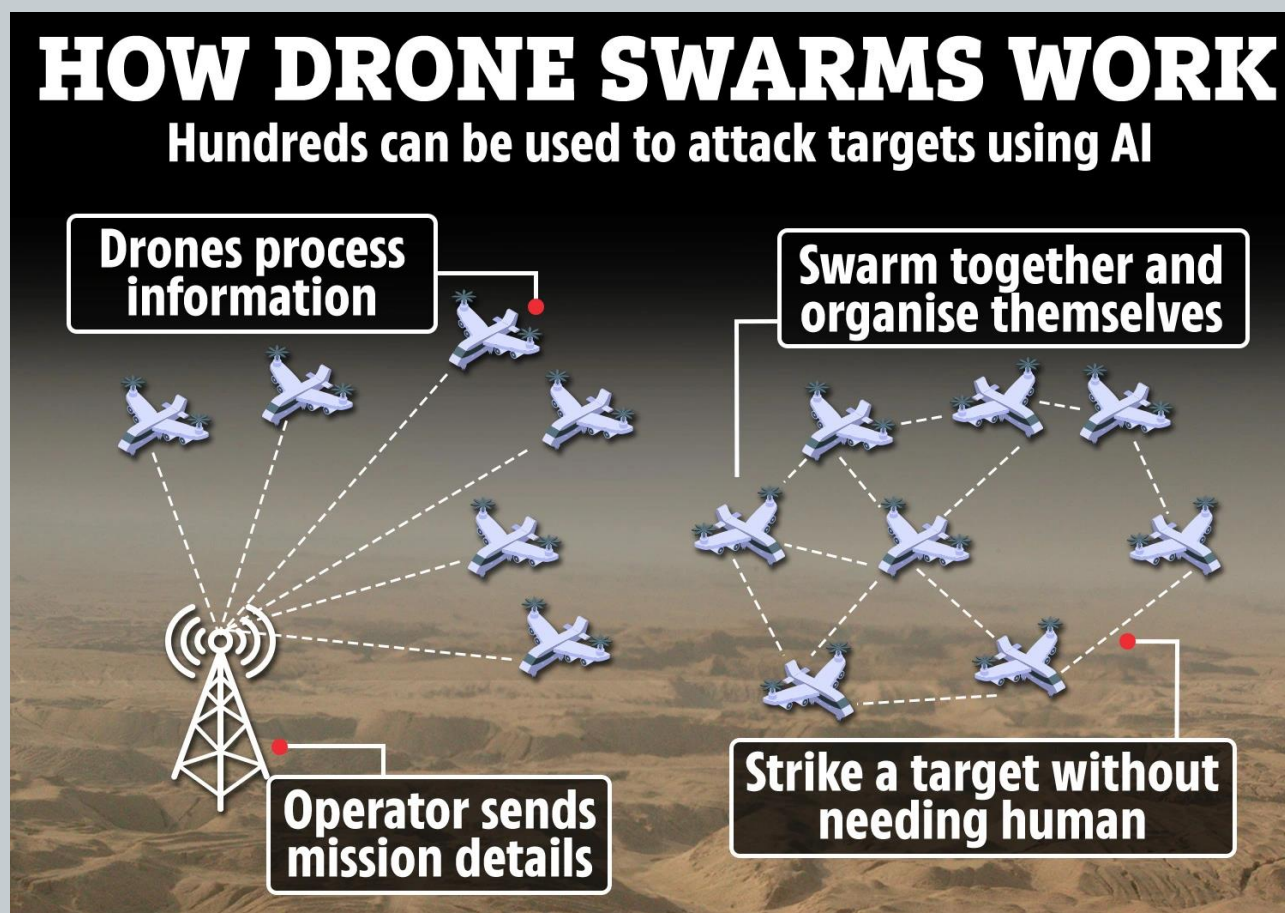 HOW DRONE SWARMS WORK
Hundreds can be used to attack targets using AI
Drones process
information
Swarm together and
organise themselves
Operator sends
mission details
Strike a target without
needing human